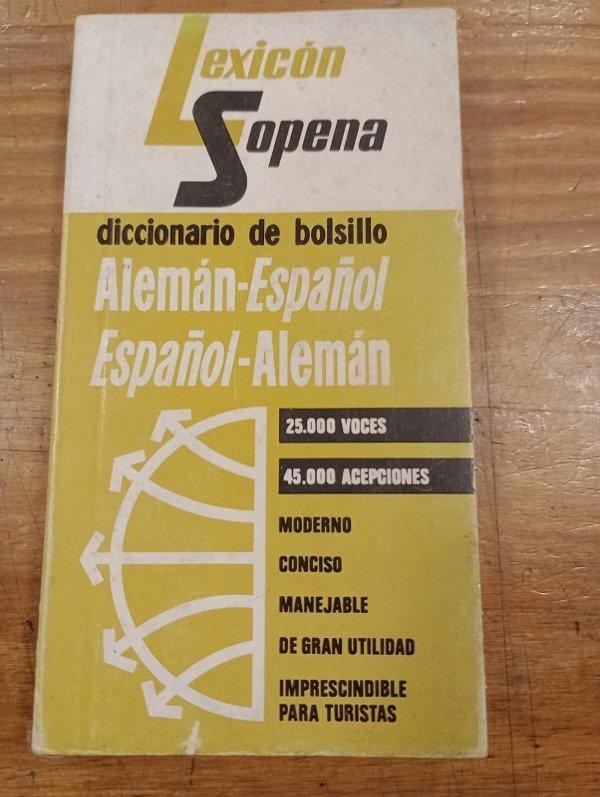 Lexicón
Sopena
diccionario de bolsillo
Alemán-Español
Español-Alemán
25.000 VOCES
45.000 ACEPCIONES
MODERNO
CONCISO
MANEJABLE
DE GRAN UTILIDAD
IMPRESCINDIBLE
PARA TURISTAS